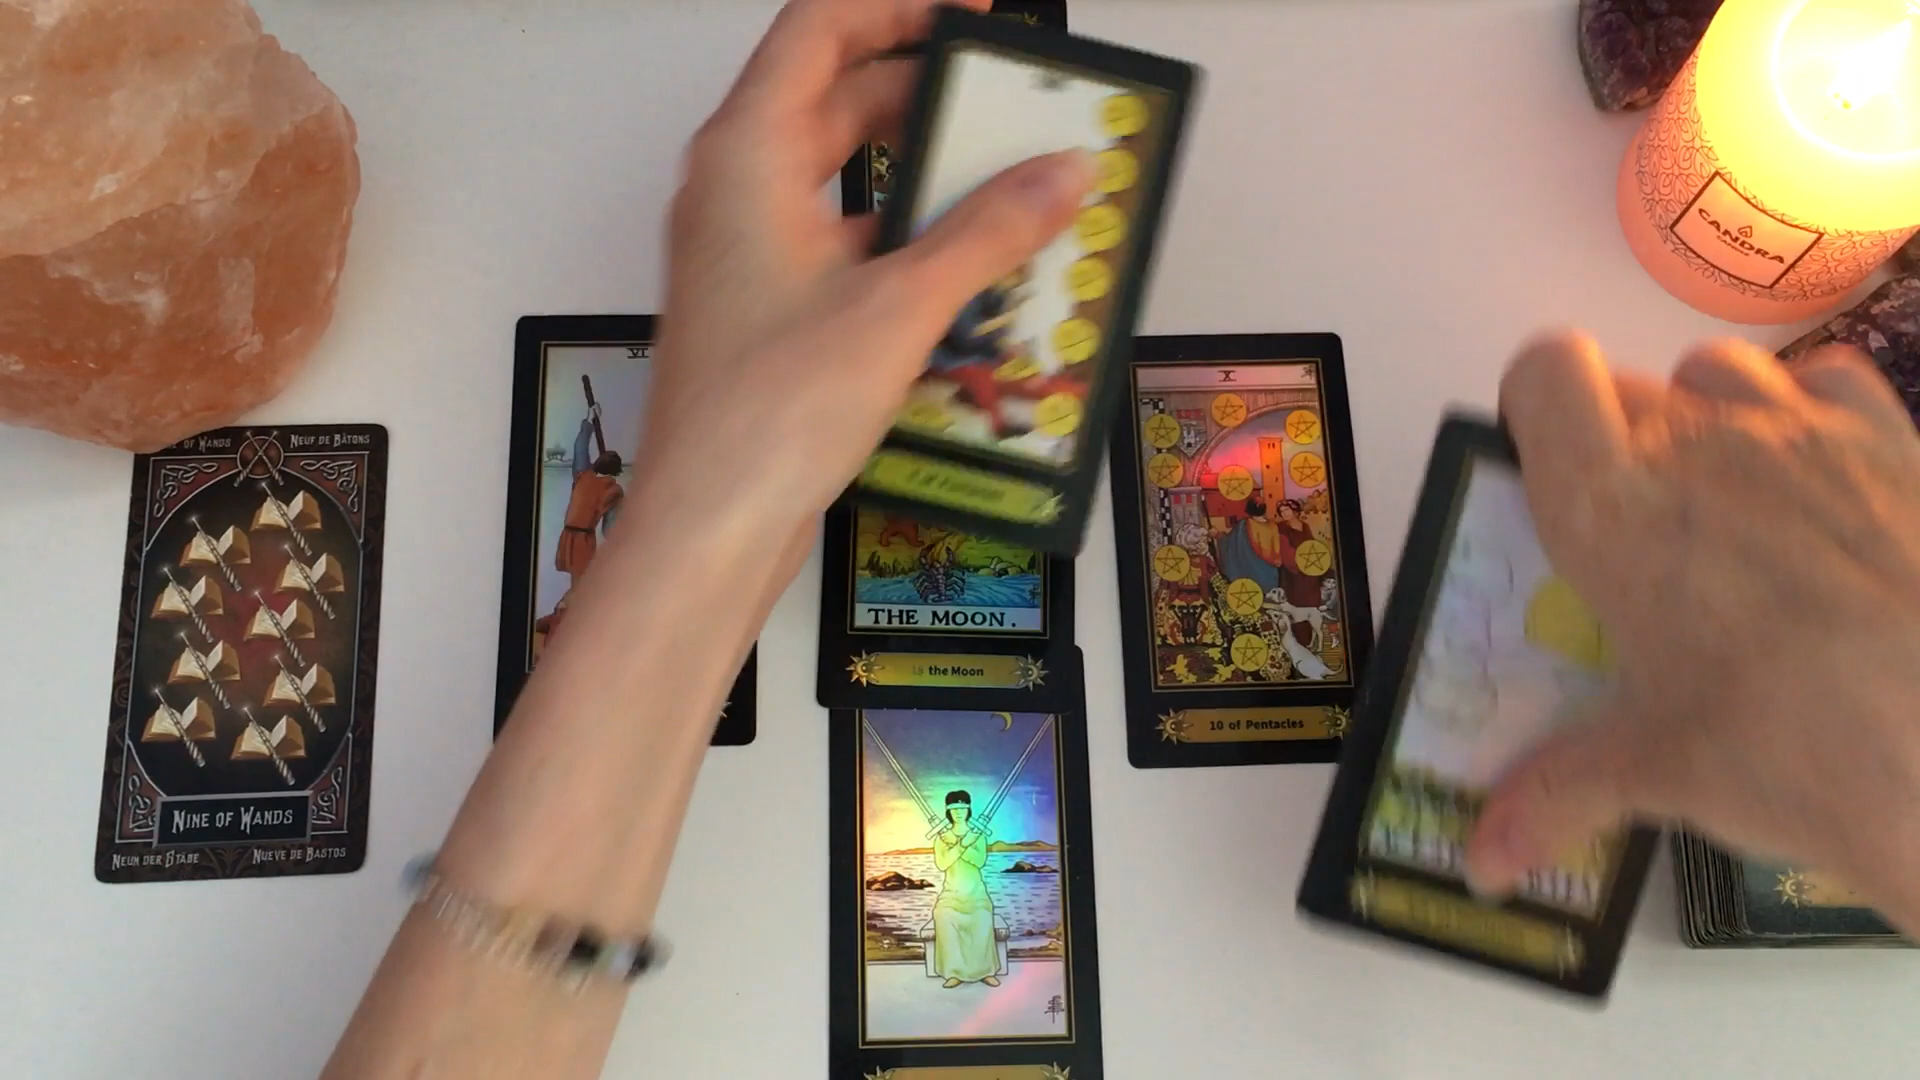 CANDRA
VI
X
OF WANDS
NEUF DE BÂTONS
THE MOON.
18 the Moon
10 of Pentacles
NINE OF WANDS
NEUN DER STÄBE
NUEVE DE BASTOS